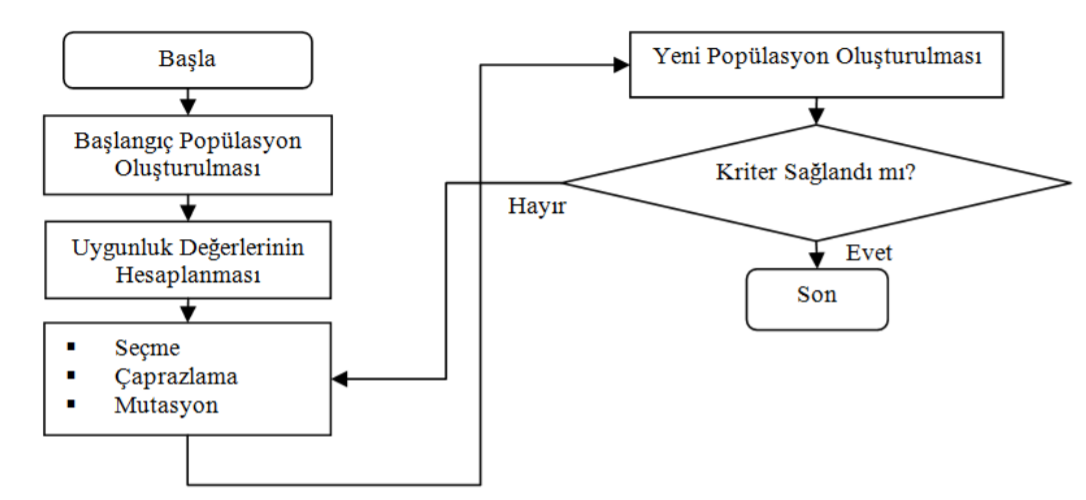 Başla
Başlangıç Popülasyon
Oluşturulması
Uygunluk Değerlerinin
Hesaplanması
▪ Seçme
▪ Çaprazlama
▪ Mutasyon
Yeni Popülasyon Oluşturulması
Kriter Sağlandı mı?
Hayır
Evet
Son